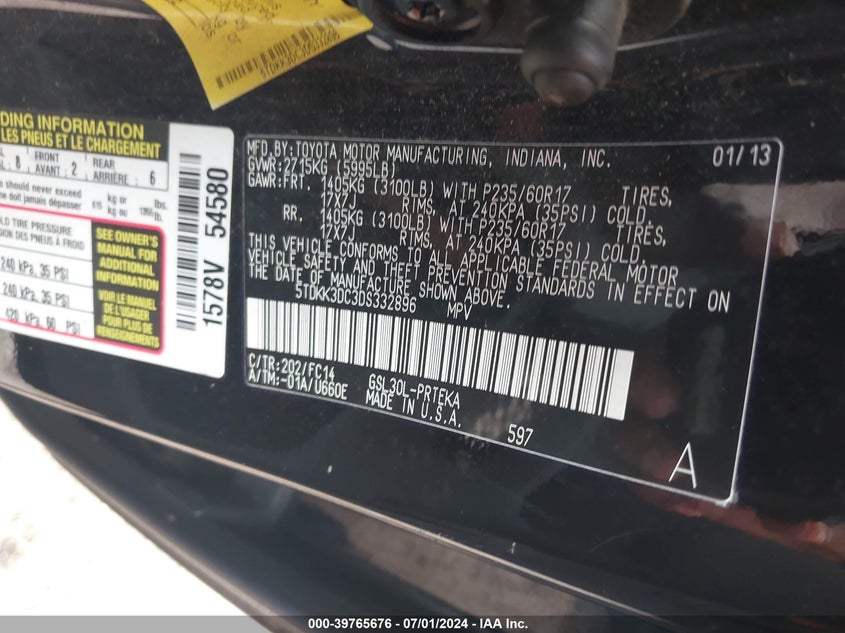 5TDKK3DC3DS332896
DING INFORMATION
LES PNEUS ET LE CHARGEMENT
8 FRONT AVANT: 2 REAR ARRIÈRE: 6
should never exceed kg or lbs.
ne doit jamais dépasser kg ou lbs.
LD TIRE PRESSURE
SION DES PNEUS À FROID
240 kPa, 35 PSI
240 kPa, 35 PSI
420 kPa, 60 PSI
SEE OWNER'S
MANUAL FOR
ADDITIONAL
INFORMATION
VOIR LE MANUEL
DE L'USAGER
POUR PLUS DE
RENSEIGNEMENTS
1578V 54580
MFD.BY:TOYOTA MOTOR MANUFACTURING, INDIANA, INC. 01/13
GVWR:2715KG (5995LB)
GAWR:FRT. 1405KG (3100LB) WITH P235/60R17 TIRES,
17X7J RIMS, AT 240KPA (35PSI) COLD.
RR. 1405KG (3100LB) WITH P235/60R17 TIRES,
17X7J RIMS, AT 240KPA (35PSI) COLD.
THIS VEHICLE CONFORMS TO ALL APPLICABLE FEDERAL MOTOR
VEHICLE SAFETY AND THEFT PREVENTION STANDARDS IN EFFECT ON
THE DATE OF MANUFACTURE SHOWN ABOVE.
5TDKK3DC3DS332896 MPV
C/TR:202/FC14 GSL30L-PRTEKA
A/TM:-01A/U660E MADE IN U.S.A.
597
A
000-39765676 - 07/01/2024 - IAA Inc.